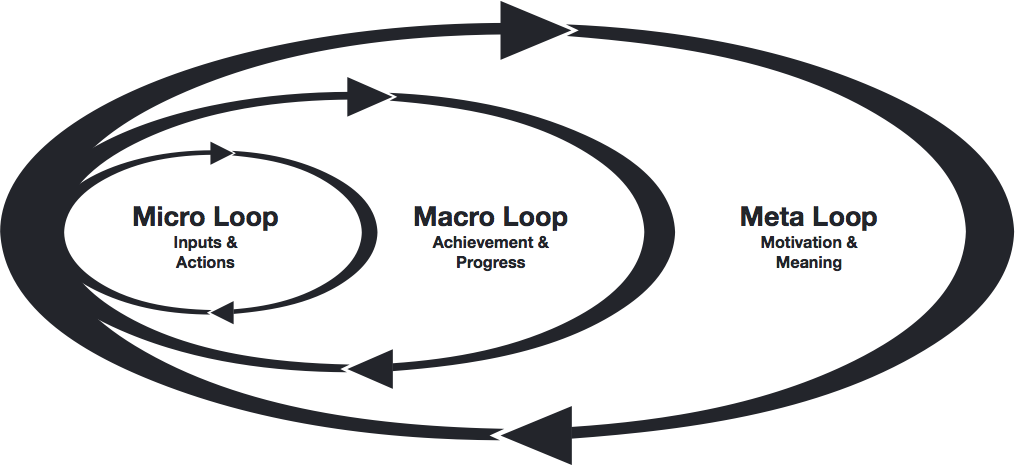 Micro Loop
Inputs &
Actions
Macro Loop
Achievement &
Progress
Meta Loop
Motivation &
Meaning